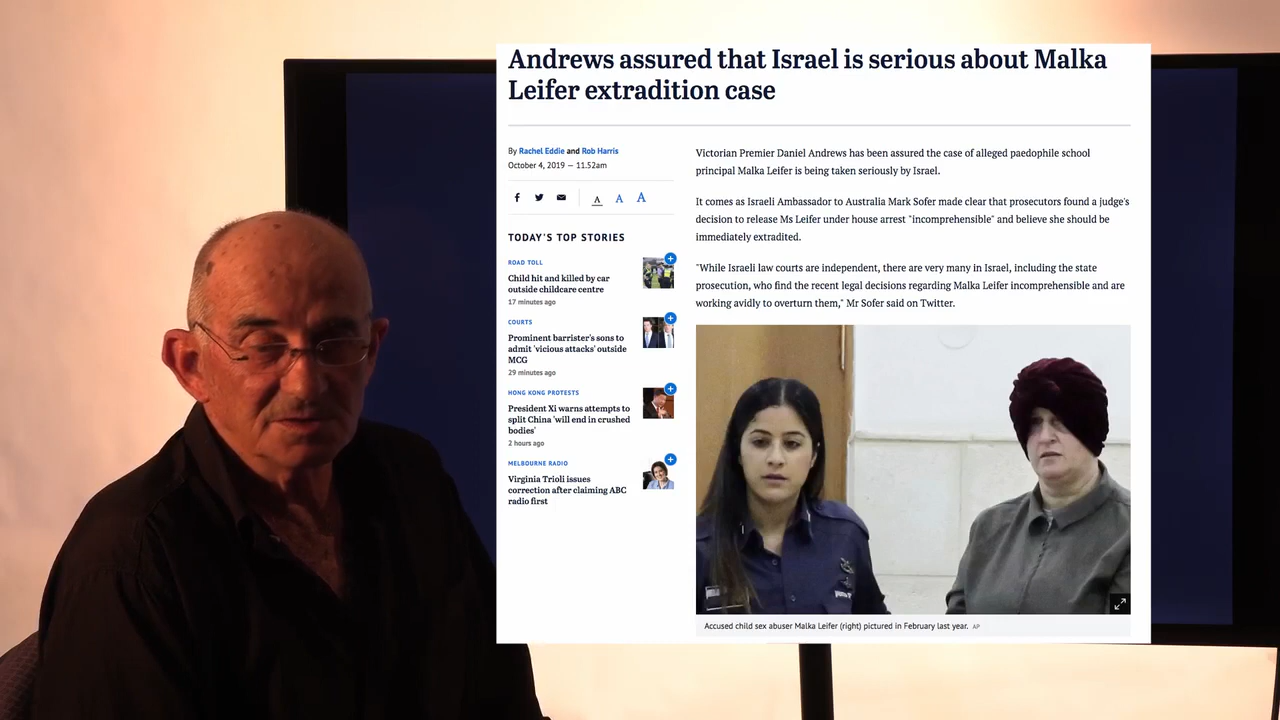 Andrews assured that Israel is serious about Malka
Leifer extradition case
By Rachel Eddie and Rob Harris
October 4, 2019 — 11.52am
A A A
TODAY'S TOP STORIES
ROAD TOLL
Child hit and killed by car
outside childcare centre
17 minutes ago
COURTS
Prominent barrister's sons to
admit 'vicious attacks' outside
MCG
29 minutes ago
HONG KONG PROTESTS
President Xi warns attempts to
split China 'will end in crushed
bodies'
2 hours ago
MELBOURNE RADIO
Virginia Trioli issues
correction after claiming ABC
radio first
Victorian Premier Daniel Andrews has been assured the case of alleged paedophile school
principal Malka Leifer is being taken seriously by Israel.
It comes as Israeli Ambassador to Australia Mark Sofer made clear that prosecutors found a judge's
decision to release Ms Leifer under house arrest "incomprehensible" and believe she should be
immediately extradited.
"While Israeli law courts are independent, there are very many in Israel, including the state
prosecution, who find the recent legal decisions regarding Malka Leifer incomprehensible and are
working avidly to overturn them," Mr Sofer said on Twitter.
Accused child sex abuser Malka Leifer (right) pictured in February last year. AP